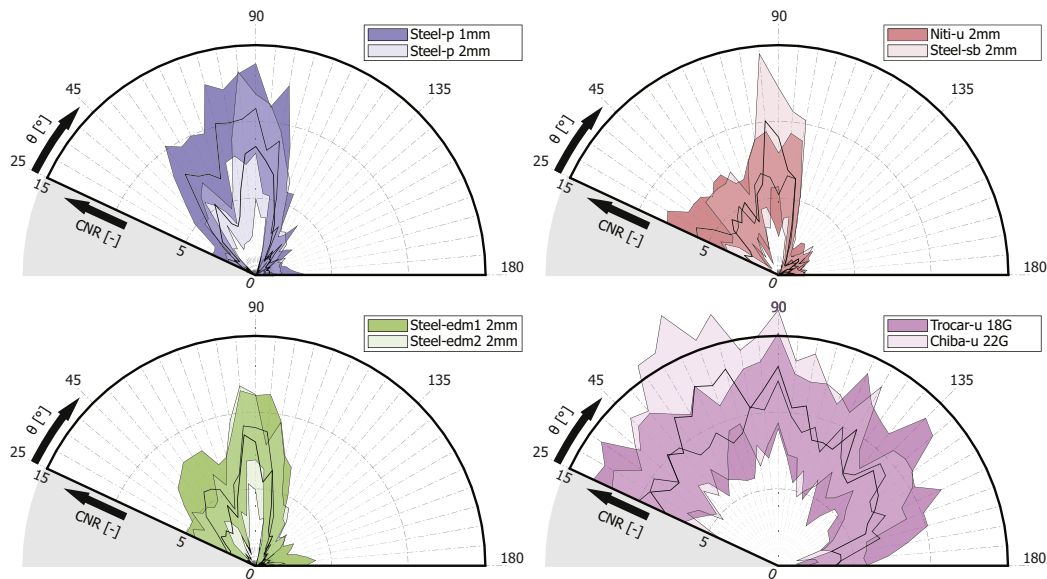 90
Steel-p 1mm
Steel-p 2mm
45
135
θ [°]
25
15
CNR [-]
5
0
180
90
Niti-u 2mm
Steel-sb 2mm
45
135
θ [°]
25
15
CNR [-]
5
0
180
90
Steel-edm1 2mm
Steel-edm2 2mm
45
135
θ [°]
25
15
CNR [-]
5
0
180
90
Trocar-u 18G
Chiba-u 22G
45
135
θ [°]
25
15
CNR [-]
5
0
180